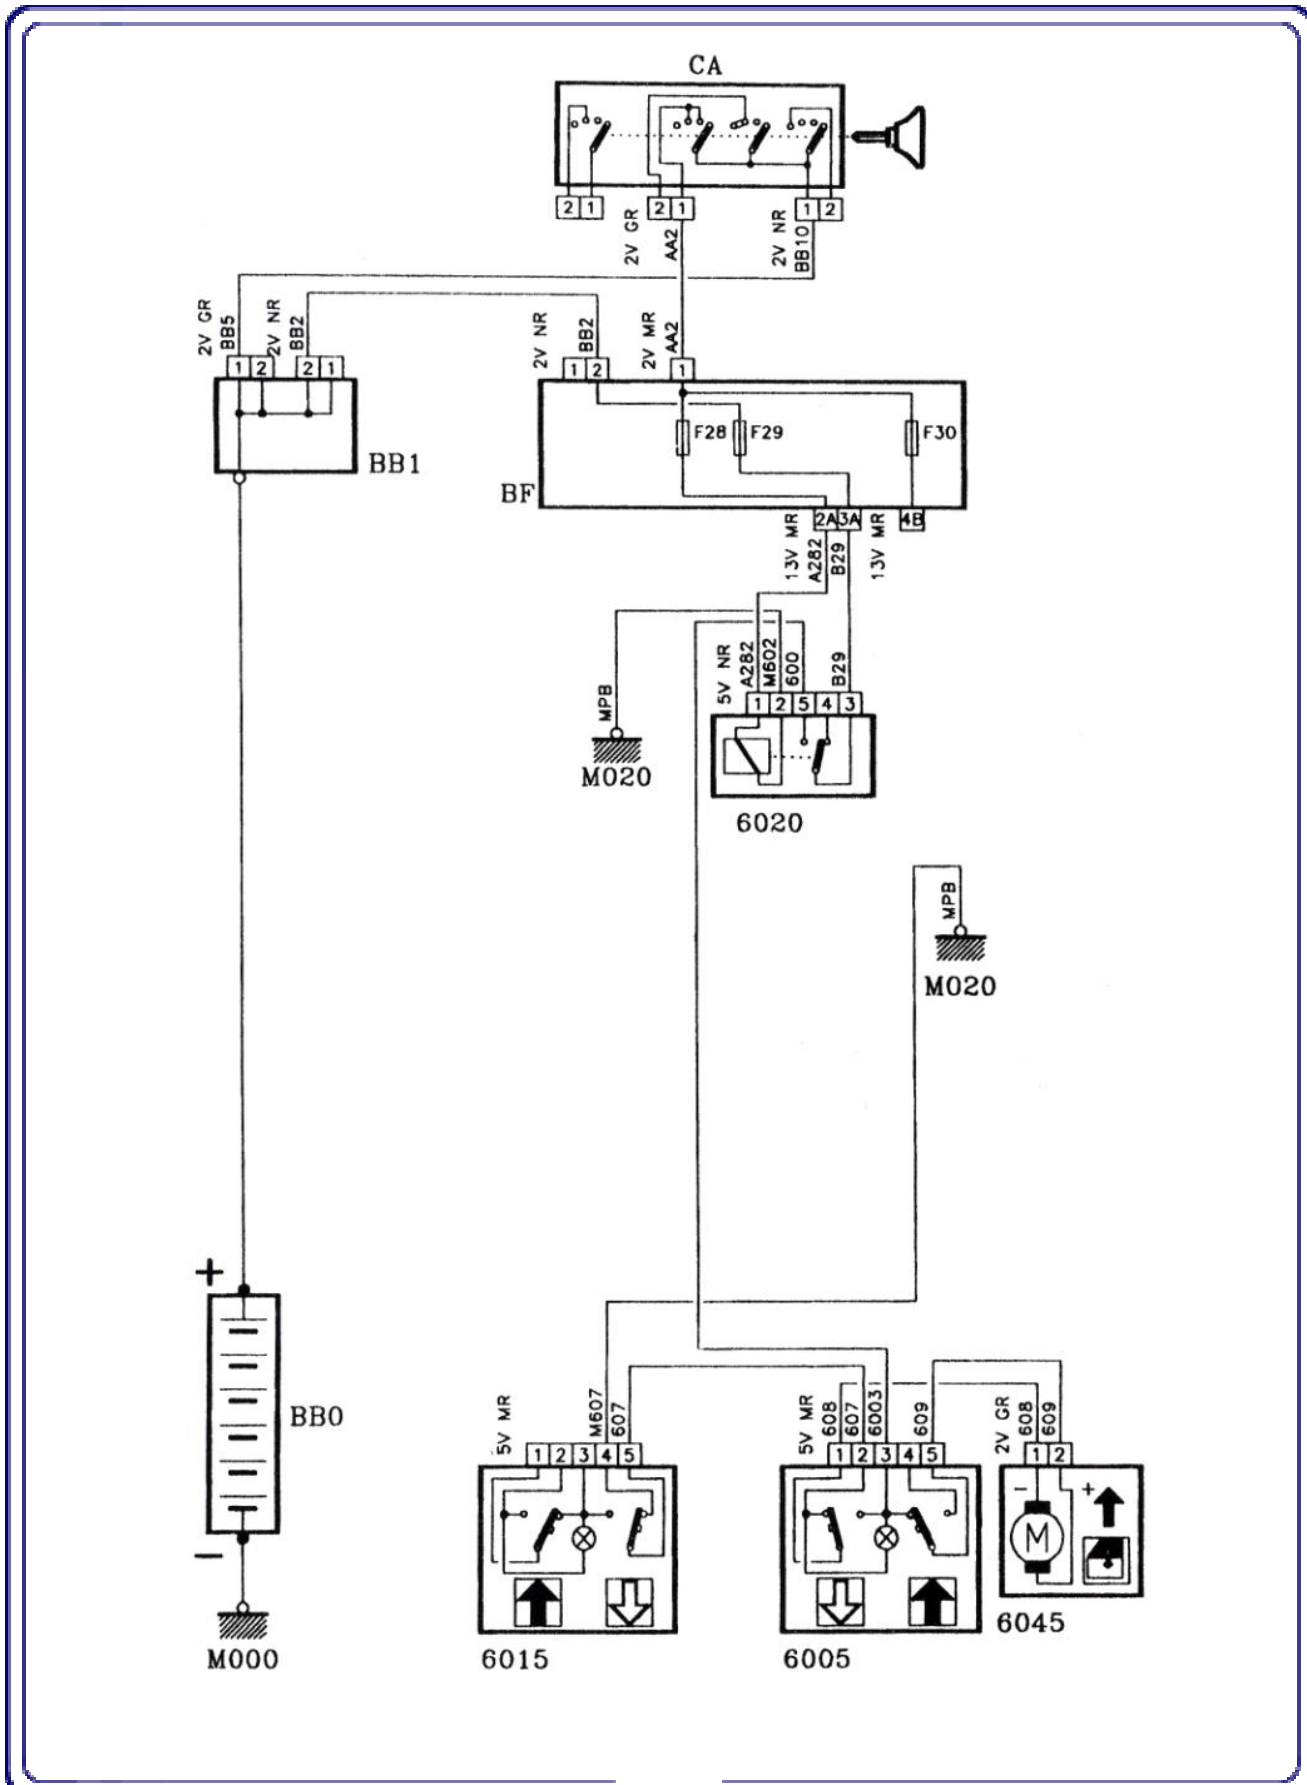 CA
2 1 2 1 1 2
2V GR
AA2
2V NR
BB10
2V GR
BB5
2V NR
BB2
2V NR
BB2
2V MR
AA2
1 2 2 1 1 2 1
F28 F29 F30
BB1
BF
2A 3A 4B
13V MR
A282
B29
13V MR
5V NR
A282
M602
600
B29
MPB
1 2 5 4 3
M020
6020
MPB
M020
+
BB0
5V MR
M607
607
5V MR
608
607
6003
609
2V GR
608
609
1 2 3 4 5 1 2 3 4 5 1 2
- +
M
−
M000
6015
6005
6045